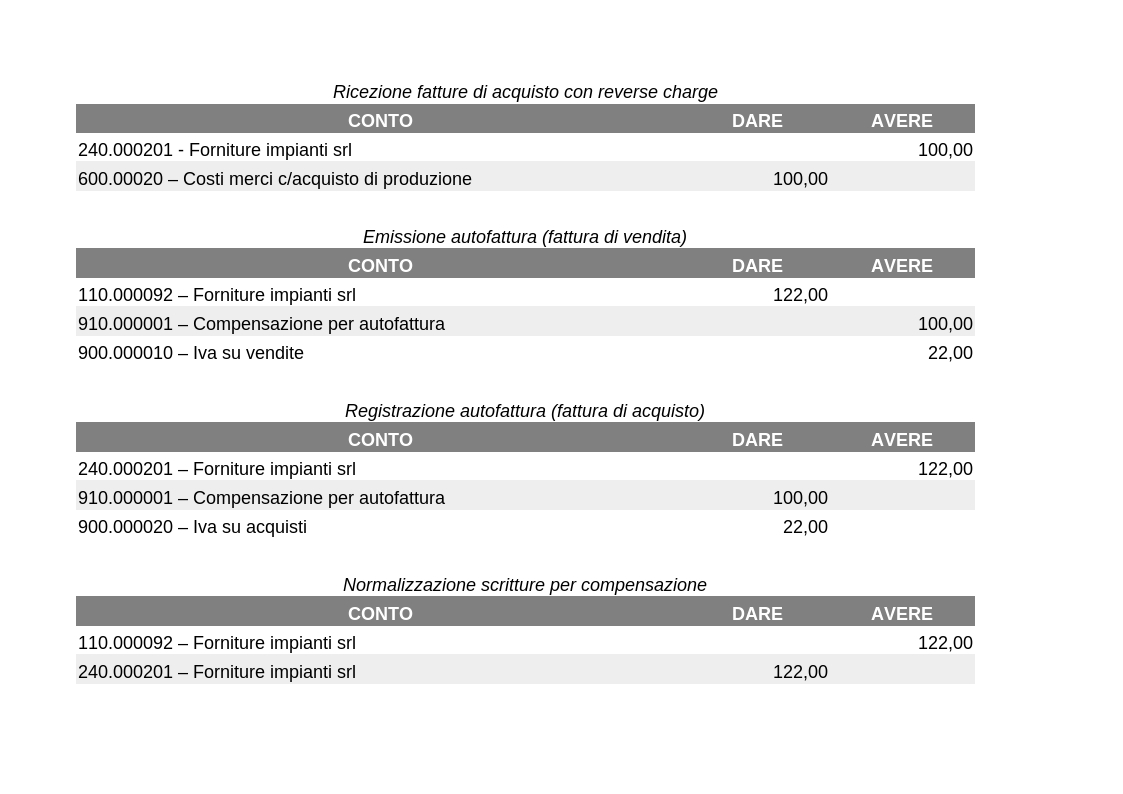 Ricezione fatture di acquisto con reverse charge
CONTO DARE AVERE
240.000201 - Forniture impianti srl 100,00
600.00020 – Costi merci c/acquisto di produzione 100,00
Emissione autofattura (fattura di vendita)
CONTO DARE AVERE
110.000092 – Forniture impianti srl 122,00
910.000001 – Compensazione per autofattura 100,00
900.000010 – Iva su vendite 22,00
Registrazione autofattura (fattura di acquisto)
CONTO DARE AVERE
240.000201 – Forniture impianti srl 122,00
910.000001 – Compensazione per autofattura 100,00
900.000020 – Iva su acquisti 22,00
Normalizzazione scritture per compensazione
CONTO DARE AVERE
110.000092 – Forniture impianti srl 122,00
240.000201 – Forniture impianti srl 122,00